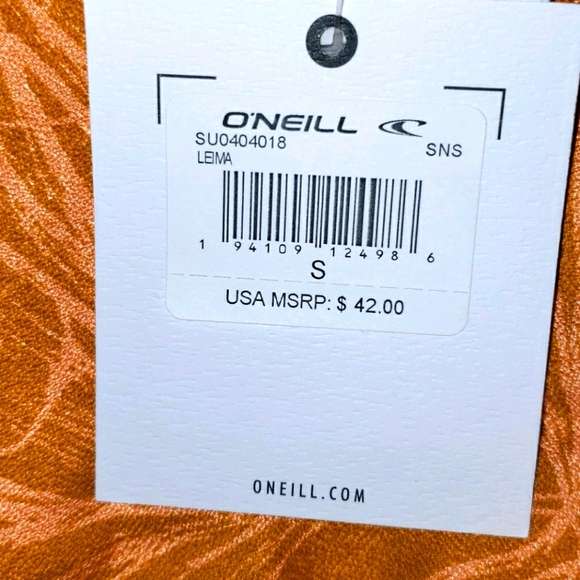 O'NEILL
SU0404018 SNS
LEIMA
1 94109 12498 6
S
USA MSRP: $ 42.00
ONEILL.COM